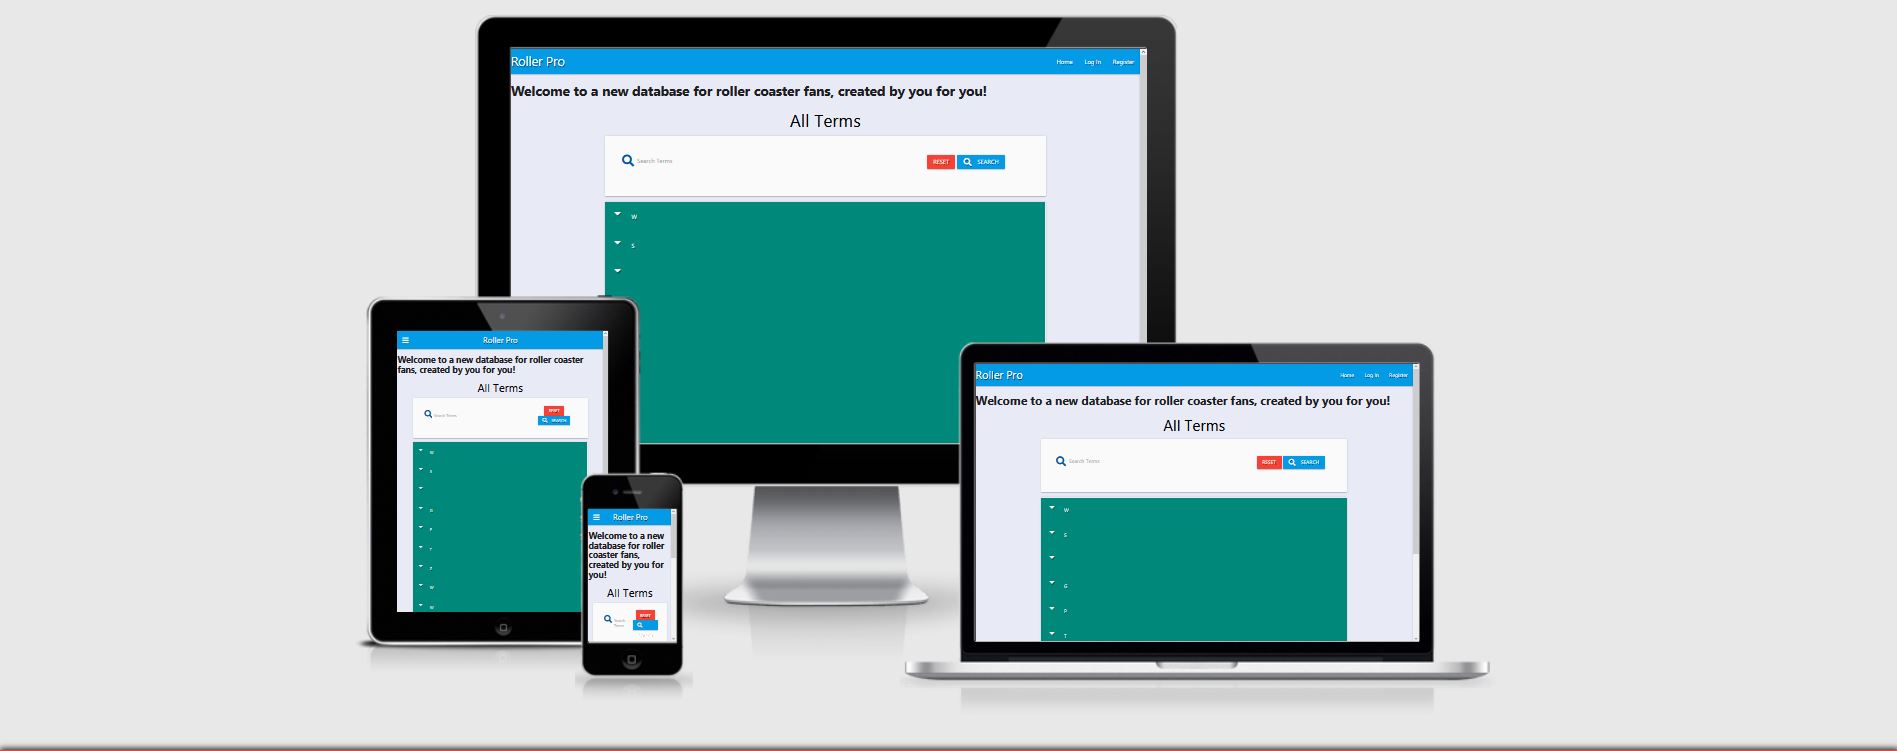 Roller Pro
Home Log In Register
Welcome to a new database for roller coaster fans, created by you for you!
All Terms
Search Terms
RESET SEARCH
W
S
Roller Pro
Welcome to a new database for roller coaster
fans, created by you for you!
All Terms
Search Terms
RESET
SEARCH
W
S
G
P
T
P
W
W
Roller Pro
Welcome to a new
database for roller
coaster fans,
created by you for
you!
All Terms
Search
Terms
RESET
Roller Pro
Home Log In Register
Welcome to a new database for roller coaster fans, created by you for you!
All Terms
Search Terms
RESET SEARCH
W
S
G
P
T